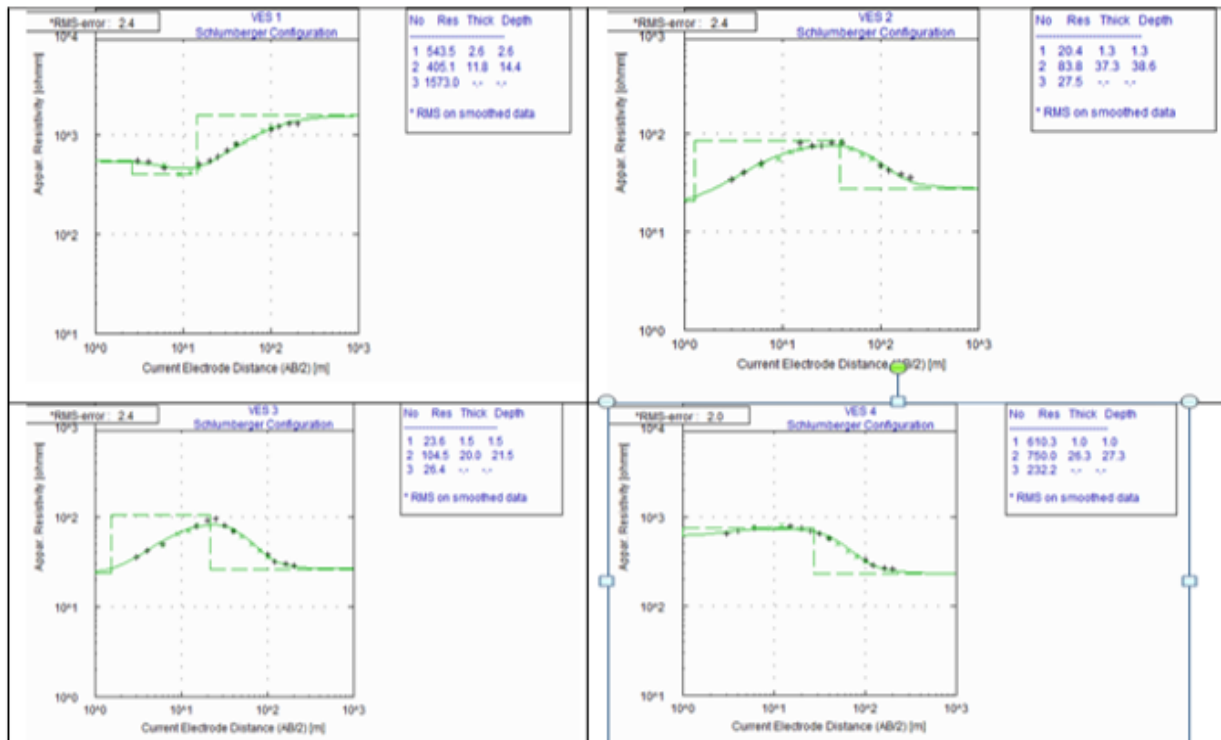 *RMS-error : 2.4
VES 1
Schlumberger Configuration
Appar. Resistivity [ohmm]
10^4
10^3
10^2
10^1
10^0 10^1 10^2 10^3
Current Electrode Distance (AB/2) [m]
No Res Thick Depth
1 543.5 2.6 2.6
2 405.1 11.8 14.4
3 1573.0 -.- -.-
* RMS on smoothed data
*RMS-error : 2.4
VES 2
Schlumberger Configuration
Appar. Resistivity [ohmm]
10^3
10^2
10^1
10^0
10^0 10^1 10^2 10^3
Current Electrode Distance B/2) [m]
No Res Thick Depth
1 20.4 1.3 1.3
2 83.8 37.3 38.6
3 27.5 -.- -.-
* RMS on smoothed data
*RMS-error : 2.4
VES 3
Schlumberger Configuration
Appar. Resistivity [ohmm]
10^3
10^2
10^1
10^0
10^0 10^1 10^2 10^3
Current Electrode Distance (AB/2) [m]
No Res Thick Depth
1 23.6 1.5 1.5
2 104.5 20.0 21.5
3 26.4 -.- -.-
* RMS on smoothed data
*RMS-error : 2.0
VES 4
Schlumberger Configuration
Appar. Resistivity [ohmm]
10^4
10^3
10^2
10^1
10^0 10^1 10^2 10^3
Current Electrode Distance (AB/2) [m]
No Res Thick Depth
1 610.3 1.0 1.0
2 750.0 26.3 27.3
3 232.2 -.- -.-
* RMS on smoothed data